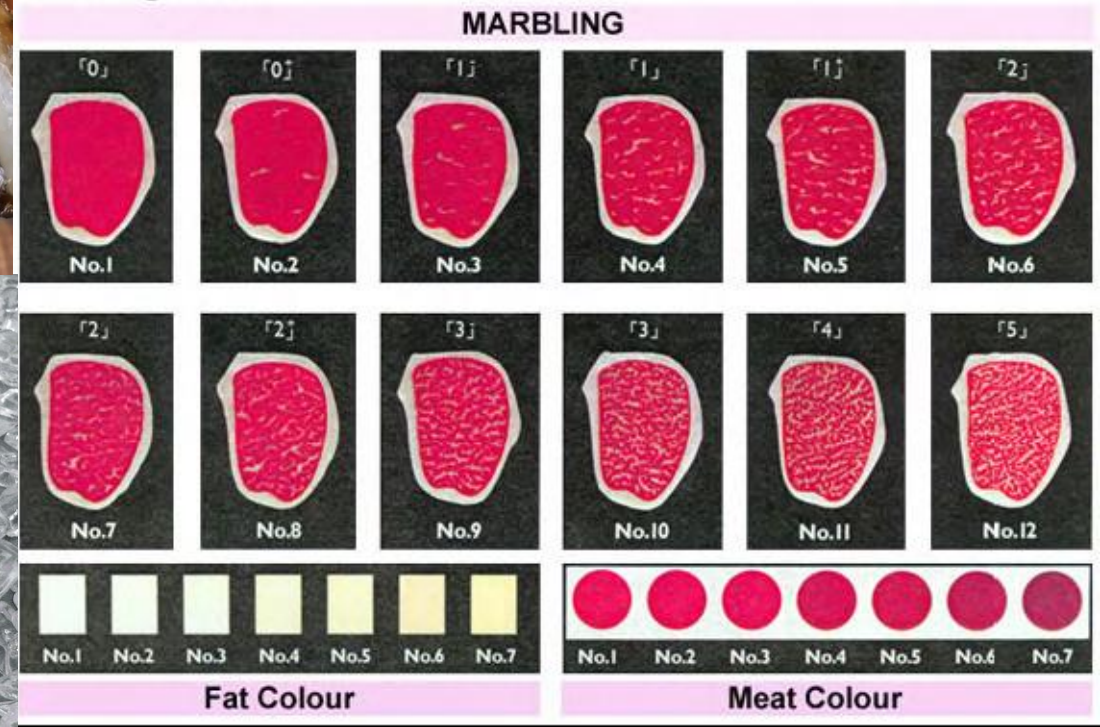 MARBLING
「0」 「0⁺」 「1⁻」 「1」 「1⁺」 「2⁻」
No.1 No.2 No.3 No.4 No.5 No.6
「2」 「2⁺」 「3⁻」 「3」 「4」 「5」
No.7 No.8 No.9 No.10 No.11 No.12
No.1 No.2 No.3 No.4 No.5 No.6 No.7 No.1 No.2 No.3 No.4 No.5 No.6 No.7
Fat Colour Meat Colour